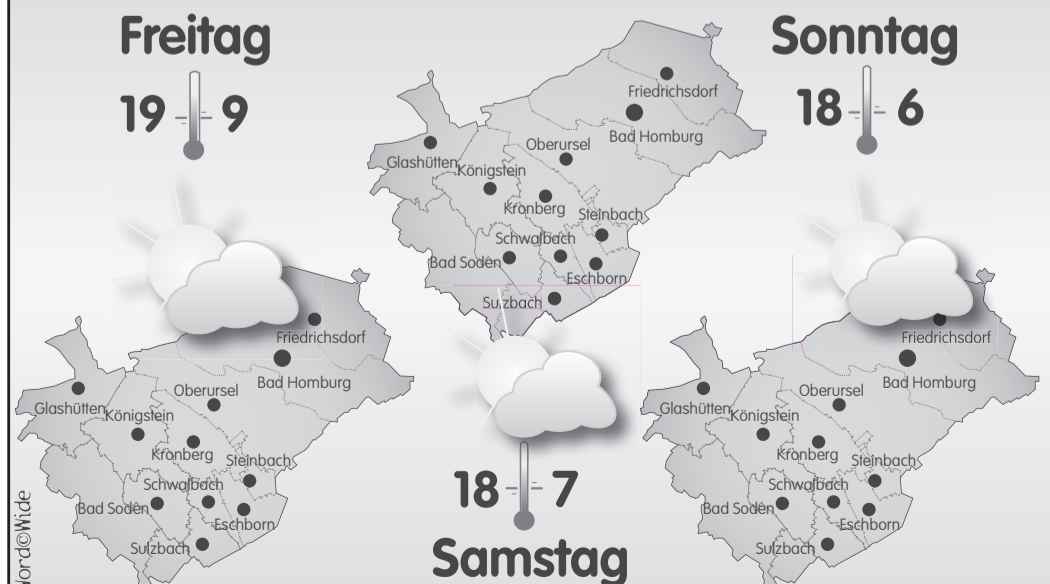 Freitag
19 9
Friedrichsdorf
Bad Homburg
Oberursel
Glashütten
Königstein
Kronberg
Steinbach
Schwalbach
Bad Soden
Eschborn
Sulzbach
Friedrichsdorf
Bad Homburg
Oberursel
Glashütten
Königstein
Kronberg
Steinbach
Schwalbach
Bad Soden
Eschborn
Sulzbach
18 7
Samstag
Sonntag
18 6
Friedrichsdorf
Bad Homburg
Oberursel
Glashütten
Königstein
Kronberg
Steinbach
Schwalbach
Bad Soden
Eschborn
Sulzbach